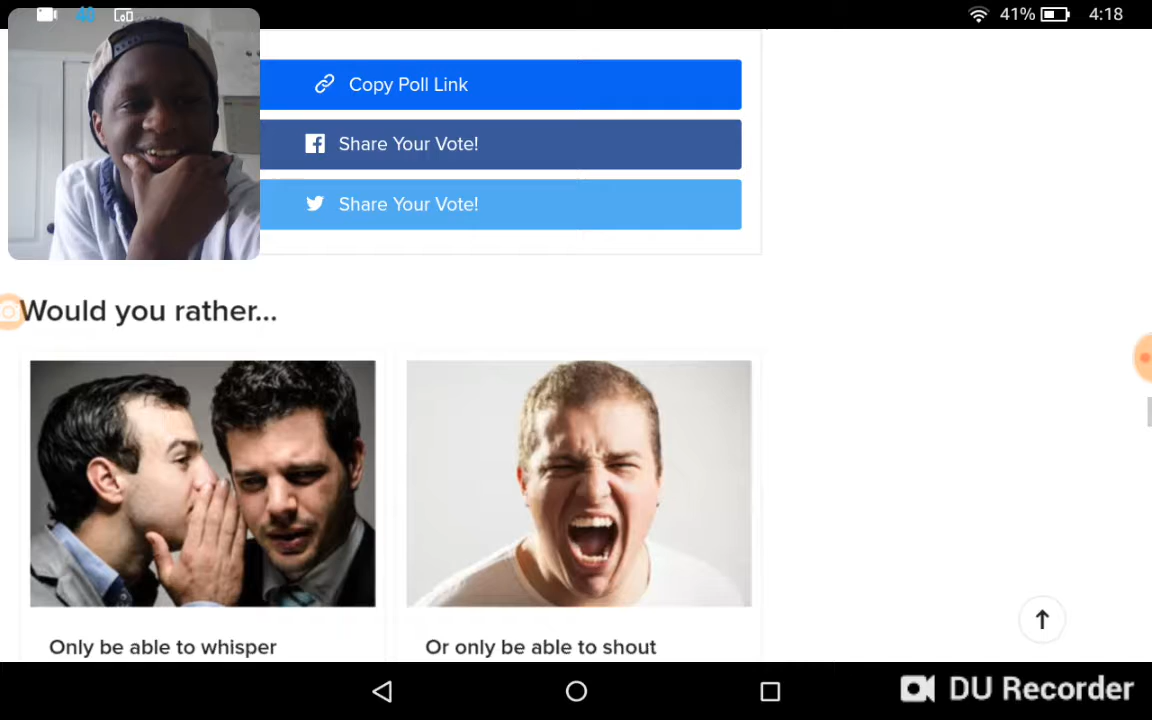 41% 4:18
Copy Poll Link
Share Your Vote!
Share Your Vote!
Would you rather...
Only be able to whisper
Or only be able to shout
DU Recorder